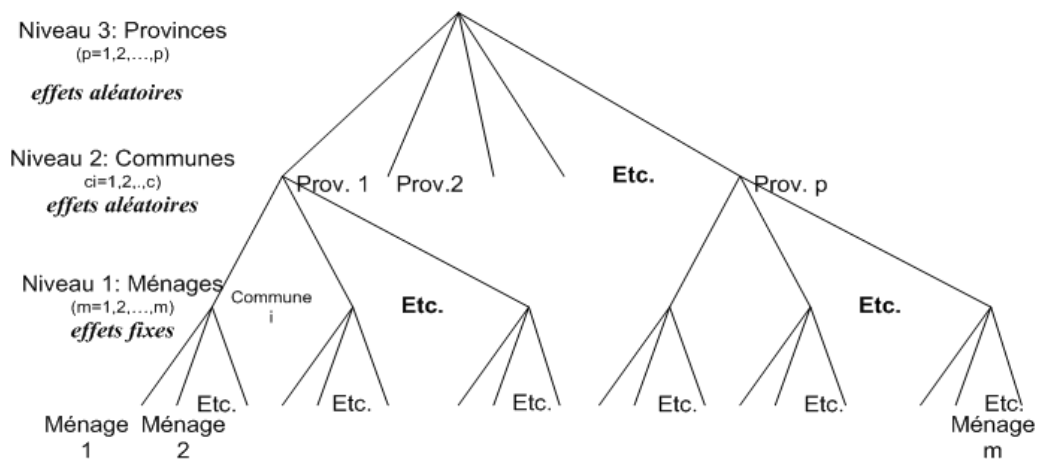 Niveau 3: Provinces
(p=1,2,…,p)
effets aléatoires
Niveau 2: Communes
ci=1,2,.,c)
effets aléatoires
Prov. 1
Prov.2
Etc.
Prov. p
Niveau 1: Ménages
(m=1,2,…,m)
effets fixes
Commune
i
Etc.
Etc.
Etc.
Etc.
Etc.
Etc.
Etc.
Etc.
Ménage
1
Ménage
2
Ménage
m